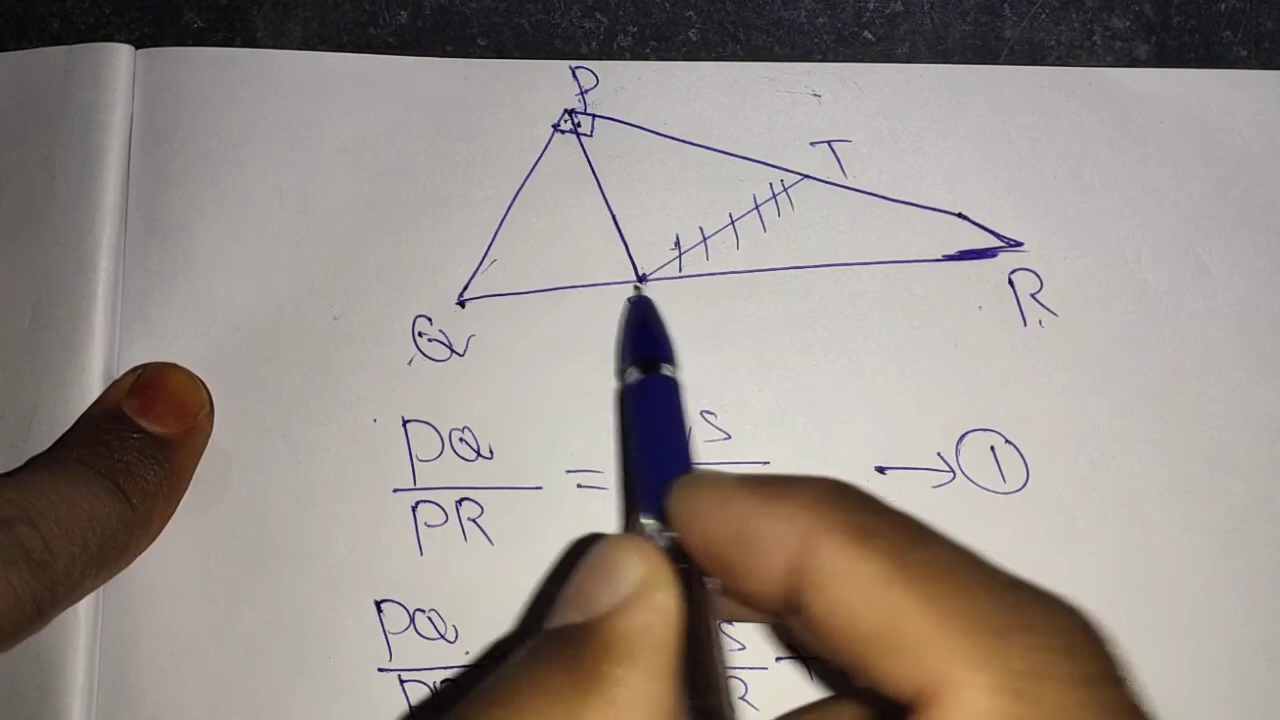 P
T
Q
R
PQ
PR
=
S
→ ①
PQ
S